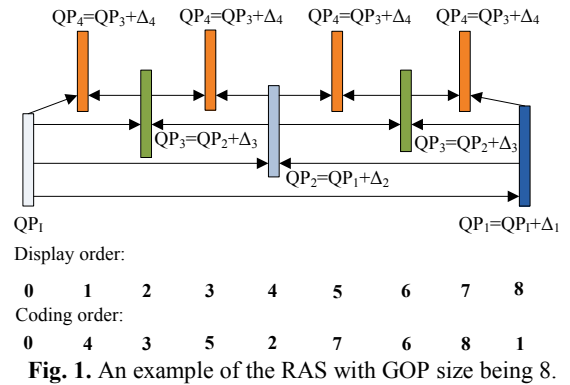 QP₄=QP₃+Δ₄ QP₄=QP₃+Δ₄ QP₄=QP₃+Δ₄ QP₄=QP₃+Δ₄
QP₃=QP₂+Δ₃ QP₃=QP₂+Δ₃
QP₂=QP₁+Δ₂
QP_I QP₁=QP_I+Δ₁
Display order:
0 1 2 3 4 5 6 7 8
Coding order:
0 4 3 5 2 7 6 8 1
Fig. 1. An example of the RAS with GOP size being 8.